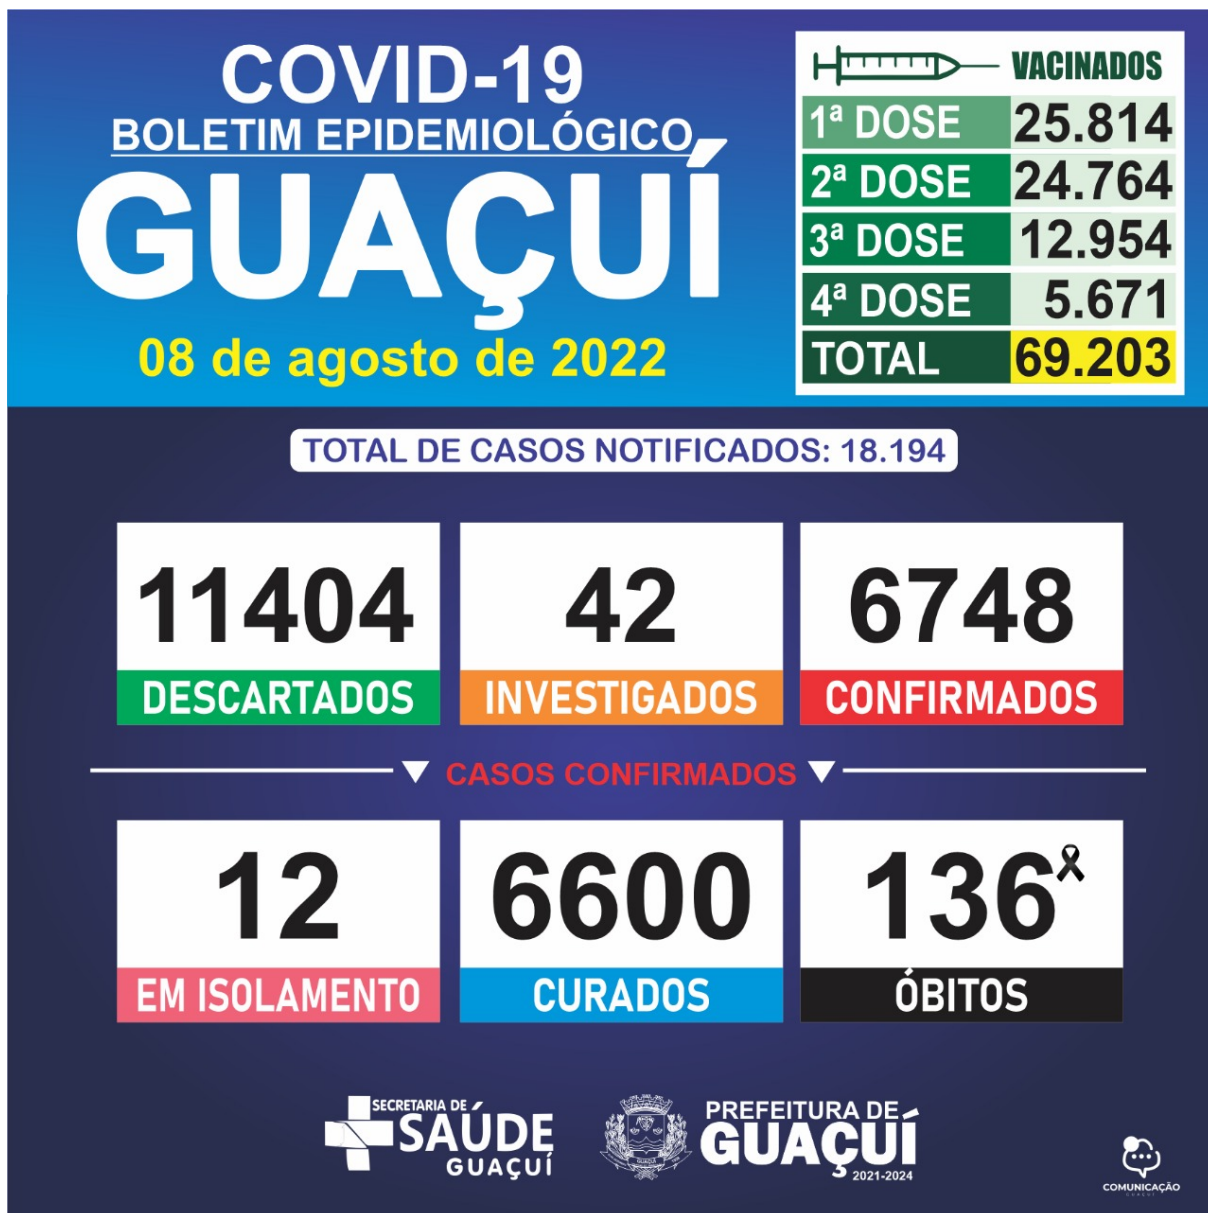 COVID-19
BOLETIM EPIDEMIOLÓGICO
GUAÇUÍ
08 de agosto de 2022
VACINADOS
1ª DOSE 25.814
2ª DOSE 24.764
3ª DOSE 12.954
4ª DOSE 5.671
TOTAL 69.203
TOTAL DE CASOS NOTIFICADOS: 18.194
11404
DESCARTADOS
42
INVESTIGADOS
6748
CONFIRMADOS
CASOS CONFIRMADOS
12
EM ISOLAMENTO
6600
CURADOS
136
ÓBITOS
SECRETARIA DE
SAÚDE
GUAÇUÍ
GUAÇUÍ
PREFEITURA DE
GUAÇUÍ
2021-2024
COMUNICAÇÃO
GUAÇUÍ